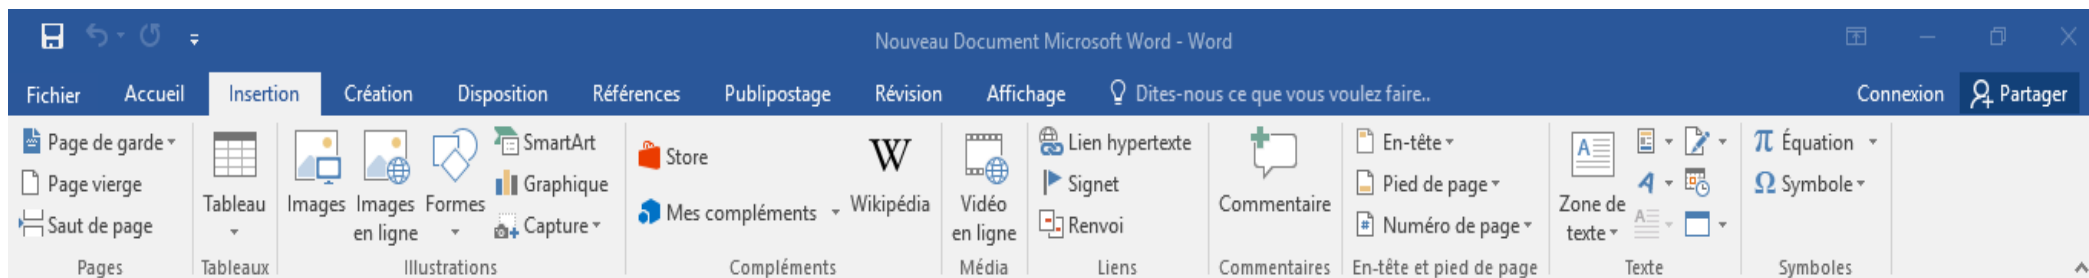 Nouveau Document Microsoft Word - Word
Fichier Accueil Insertion Création Disposition Références Publipostage Révision Affichage Dites-nous ce que vous voulez faire.. Connexion Partager
Page de garde
Page vierge
Saut de page
Pages
Tableau
Tableaux
Images
Images
en ligne
Formes
SmartArt
Graphique
Capture
Illustrations
Store
Mes compléments
W
Wikipédia
Compléments
Vidéo
en ligne
Média
Lien hypertexte
Signet
Renvoi
Liens
Commentaire
Commentaires
En-tête
Pied de page
# Numéro de page
En-tête et pied de page
A
Zone de
texte
A
A
Texte
π Équation
Ω Symbole
Symboles